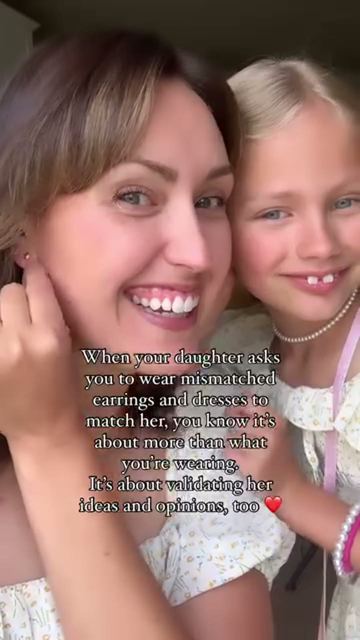 When your daughter asks
you to wear mismatched
earrings and dresses to
match her, you know it's
about more than what
you're wearing.
It's about validating her
ideas and opinions, too ❤️